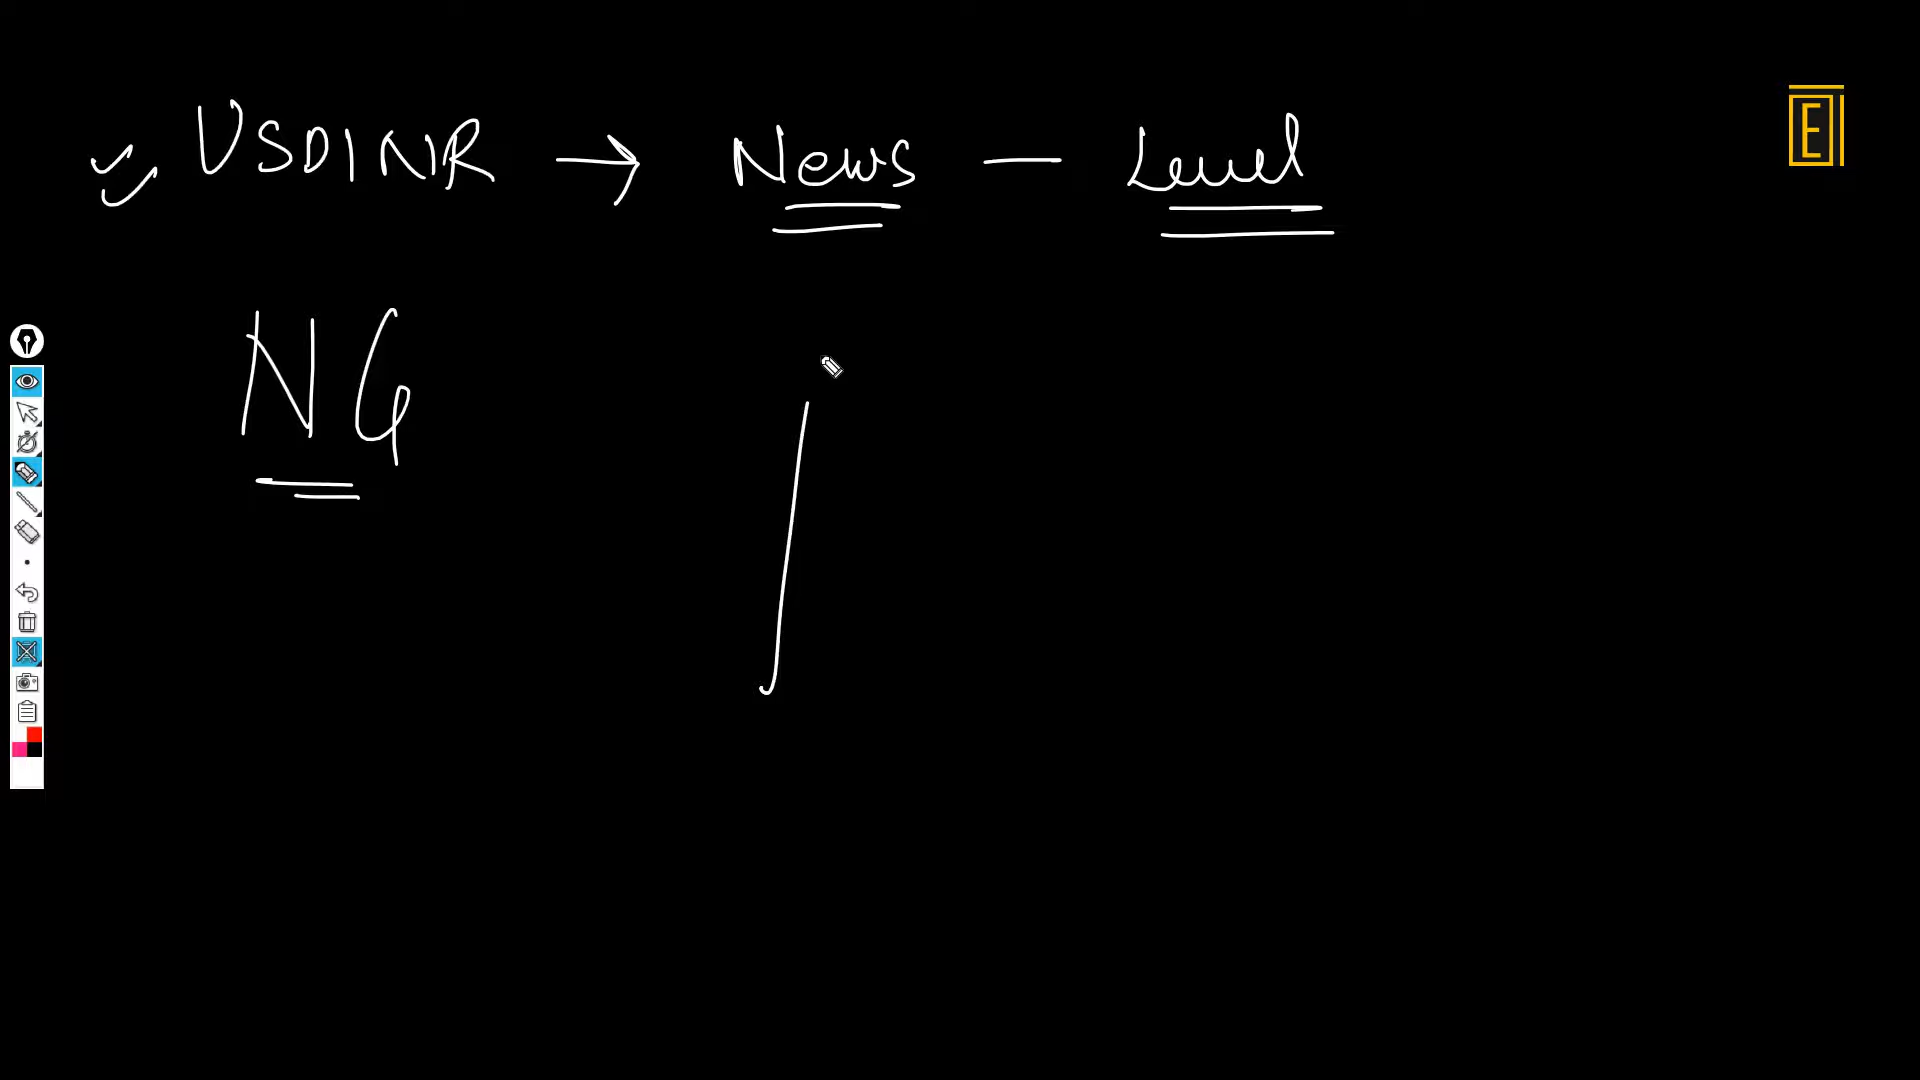 USDINR → News — Level
NG
E